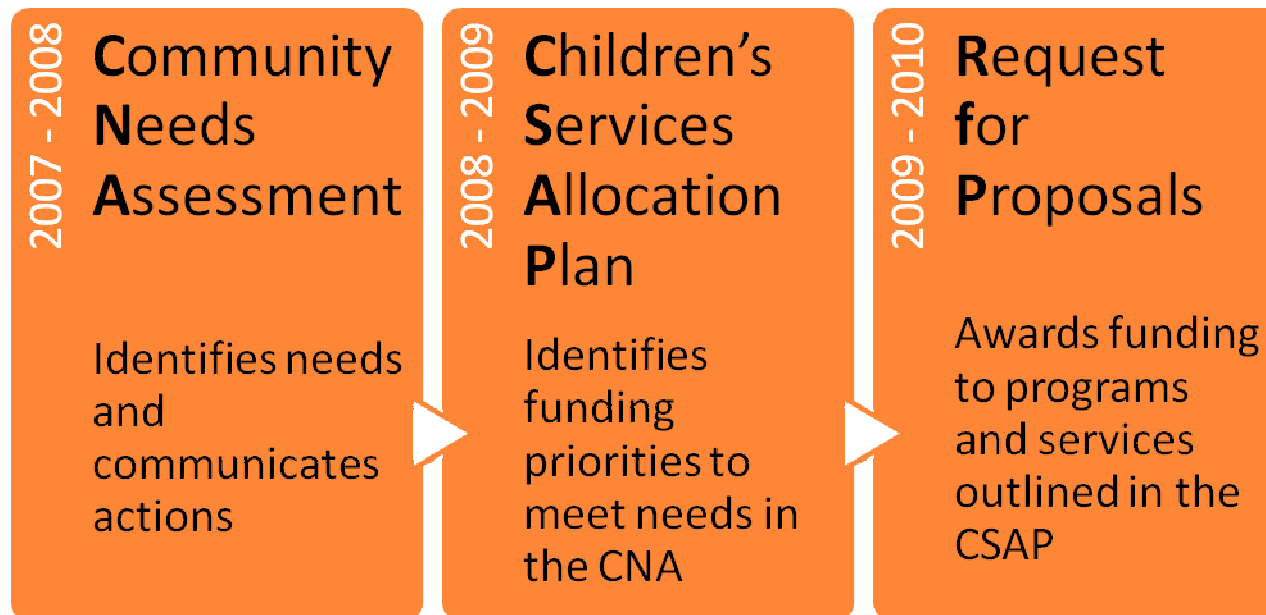 2007 - 2008
Community
Needs
Assessment
Identifies needs
and
communicates
actions
2008 - 2009
Children’s
Services
Allocation
Plan
Identifies
funding
priorities to
meet needs in
the CNA
2009 - 2010
Request
for
Proposals
Awards funding
to programs
and services
outlined in the
CSAP